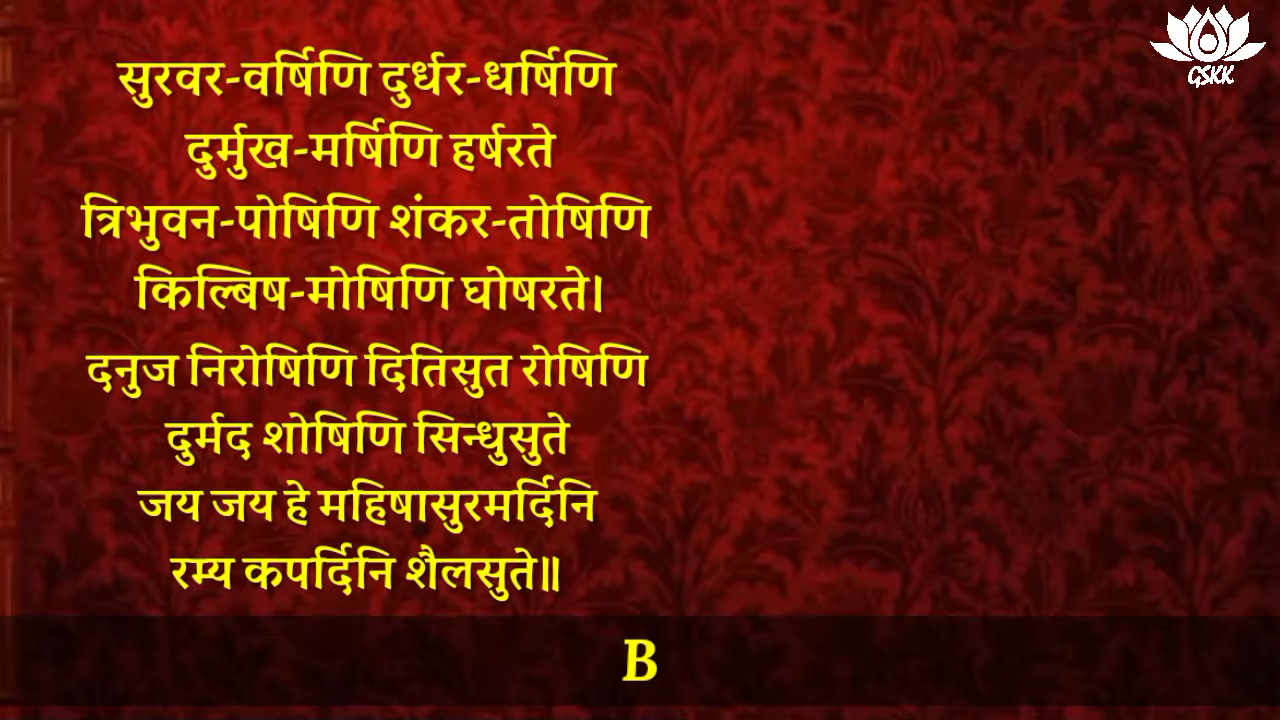 GSKK
सुरवर-वर्षिणि दुर्धर-धर्षिणि
दुर्मुख-मर्षिणि हर्षरते
त्रिभुवन-पोषिणि शंकर-तोषिणि
किल्बिष-मोषिणि घोषरते।
दनुज निरोषिणि दितिसुत रोषिणि
दुर्मद शोषिणि सिन्धुसुते
जय जय हे महिषासुरमर्दिनि
रम्य कपर्दिनि शैलसुते॥
B